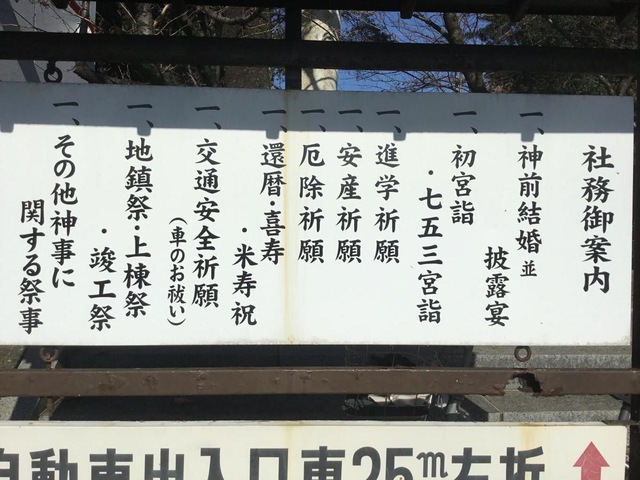 社務御案内
一、神前結婚並
披露宴
一、初宮詣
・七五三宮詣
一、進学祈願
一、安産祈願
一、厄除祈願
一、還暦・喜寿
・米寿祝
一、交通安全祈願
(車のお祓い)
一、地鎮祭・上棟祭
・竣工祭
一、その他神事に
関する祭事
自動車出入口車25m左折